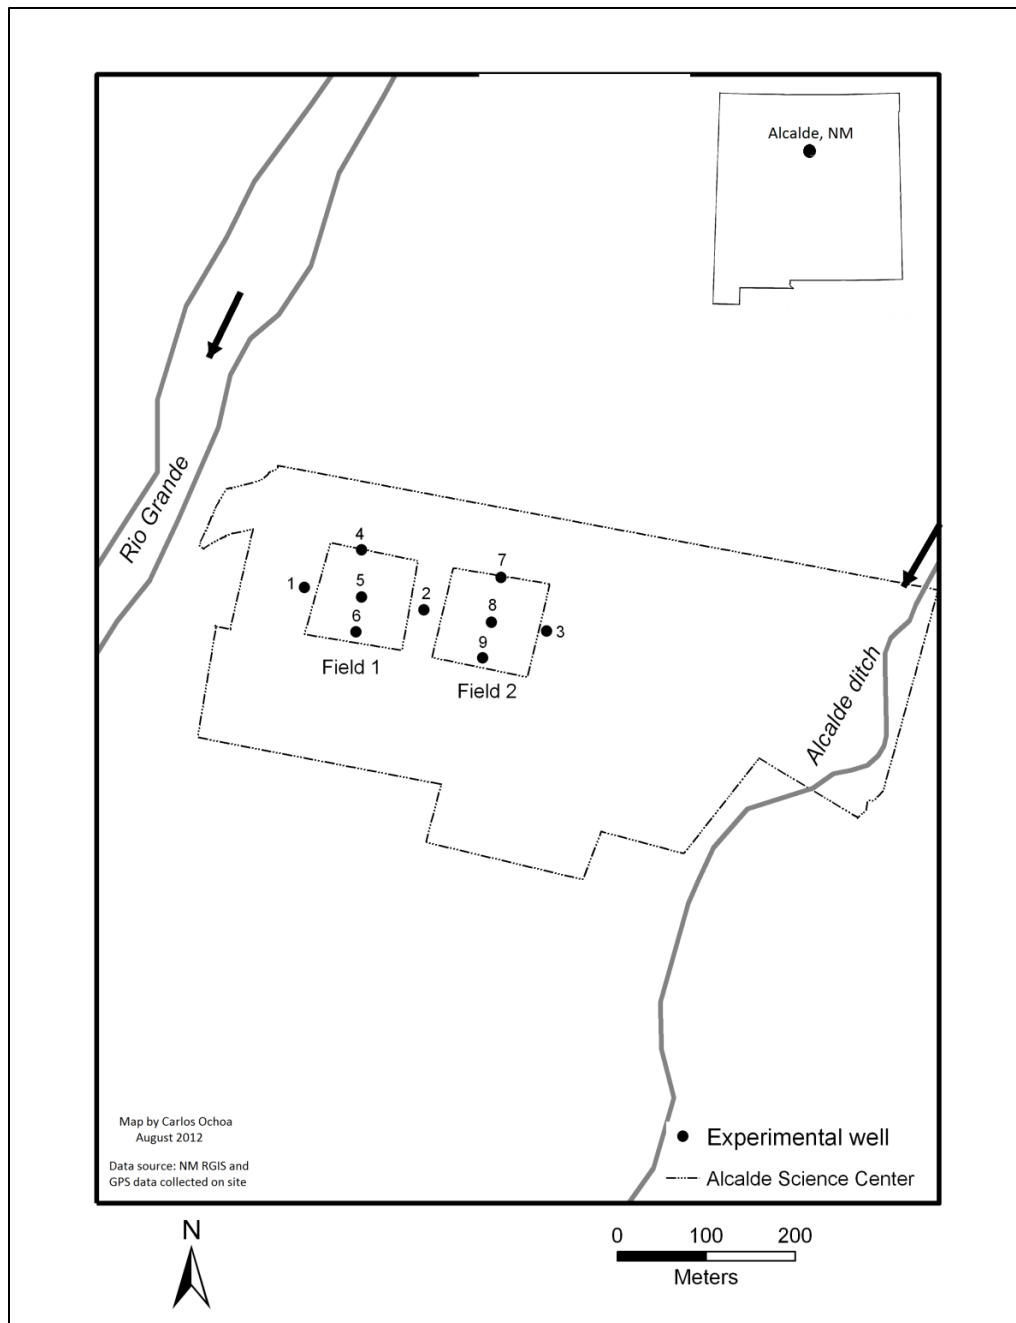 Alcalde, NM
Rio Grande
4
7
1
5
2
8
3
6
9
Field 1
Field 2
Alcalde ditch
Map by Carlos Ochoa
August 2012
Data source: NM RGIS and
GPS data collected on site
Experimental well
Alcalde Science Center
N
0 100 200
Meters